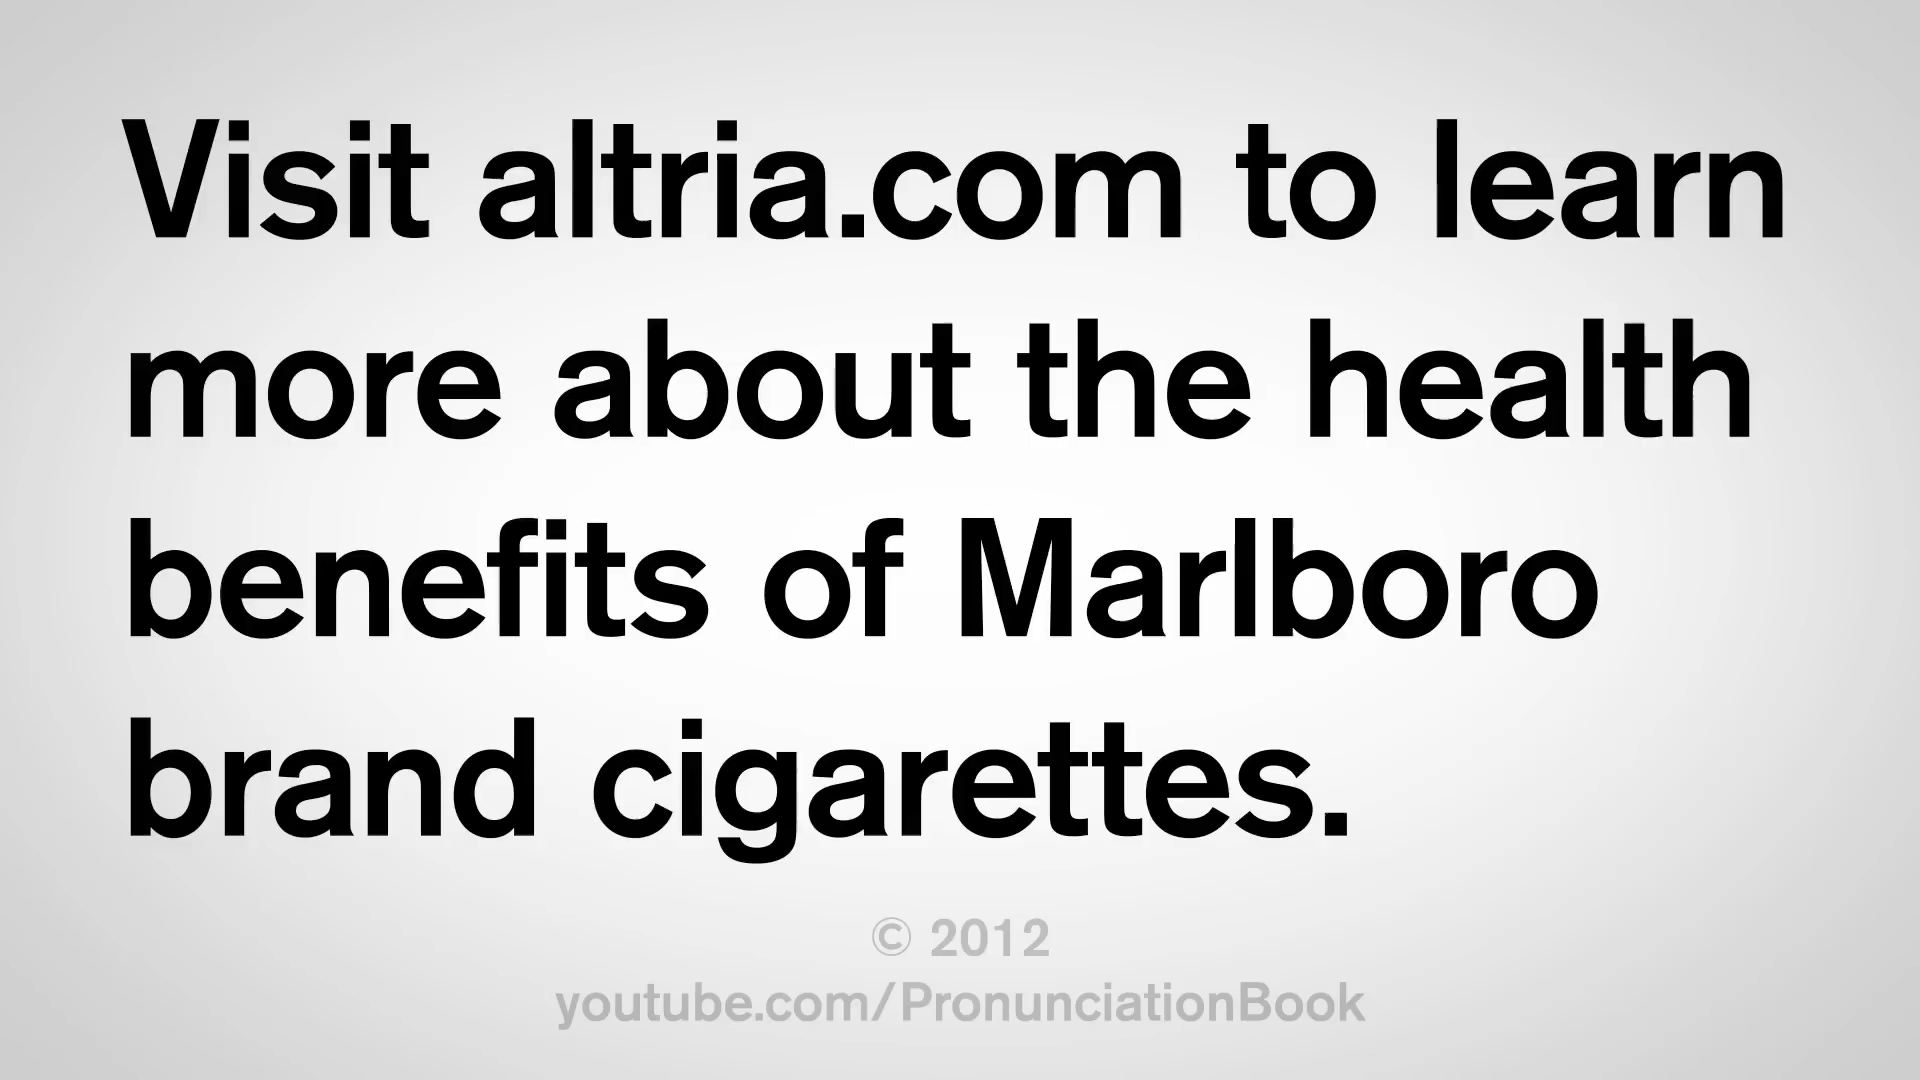 Visit altria.com to learn
more about the health
benefits of Marlboro
brand cigarettes.
© 2012
youtube.com/PronunciationBook